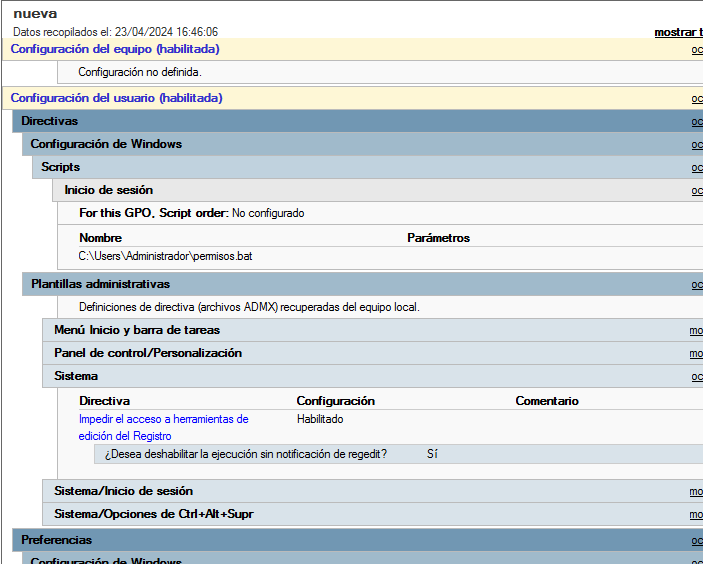 nueva
Datos recopilados el: 23/04/2024 16:46:06
mostrar t
Configuración del equipo (habilitada)
oc
Configuración no definida.
Configuración del usuario (habilitada)
oc
Directivas
oc
Configuración de Windows
oc
Scripts
oc
Inicio de sesión
oc
For this GPO, Script order: No configurado
Nombre Parámetros
C:\Users\Administrador\permisos.bat
Plantillas administrativas
oc
Definiciones de directiva (archivos ADMX) recuperadas del equipo local.
Menú Inicio y barra de tareas
mo
Panel de control/Personalización
mo
Sistema
oc
Directiva Configuración Comentario
Impedir el acceso a herramientas de Habilitado
edición del Registro
¿Desea deshabilitar la ejecución sin notificación de regedit? Sí
Sistema/Inicio de sesión
mo
Sistema/Opciones de Ctrl+Alt+Supr
mo
Preferencias
oc
Configuración de Windows
oc